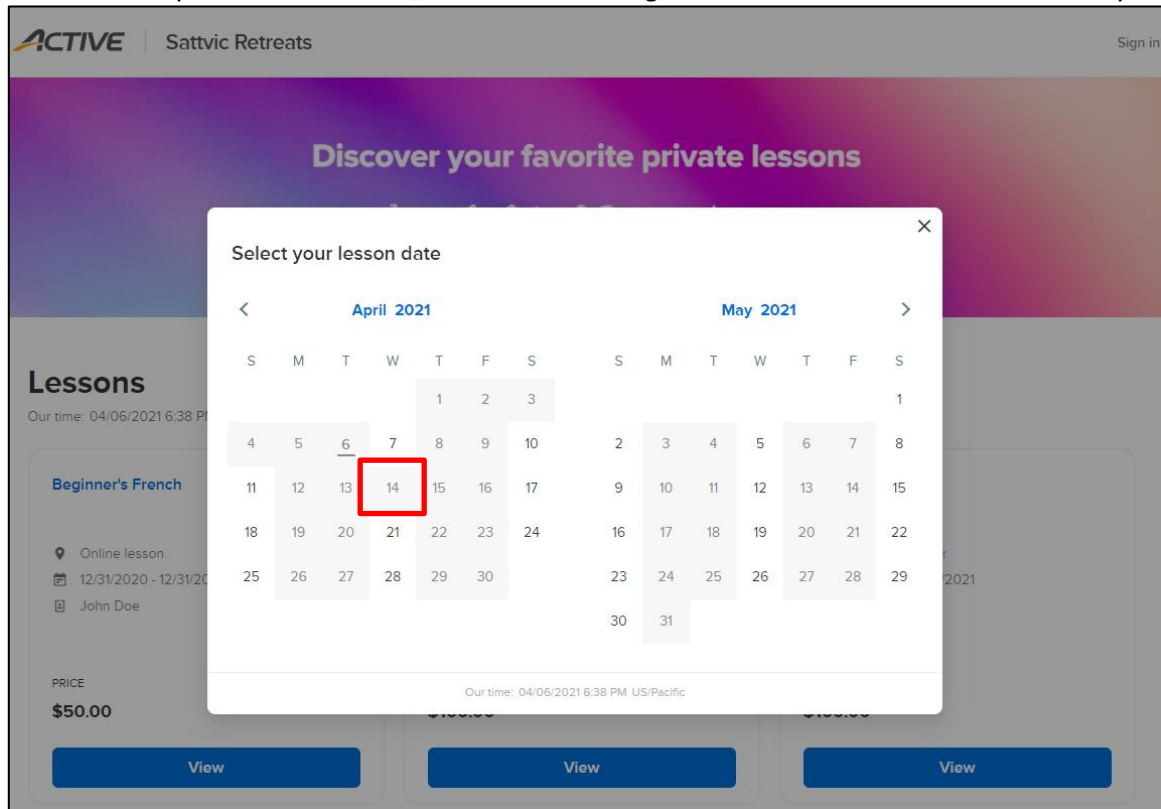 ACTIVE Sattvic Retreats Sign in
Discover your favorite private lessons
Select your lesson date
April 2021 May 2021
S M T W T F S S M T W T F S
1 2 3 1
4 5 6 7 8 9 10 2 3 4 5 6 7 8
11 12 13 14 15 16 17 9 10 11 12 13 14 15
18 19 20 21 22 23 24 16 17 18 19 20 21 22
25 26 27 28 29 30 23 24 25 26 27 28 29
30 31
Our time: 04/06/2021 6:38 PM US/Pacific
Lessons
Our time: 04/06/2021 6:38
Beginner's French
Online lesson
12/31/2020 - 12/31/20
2021
John Doe
PRICE
$50.00
View View View